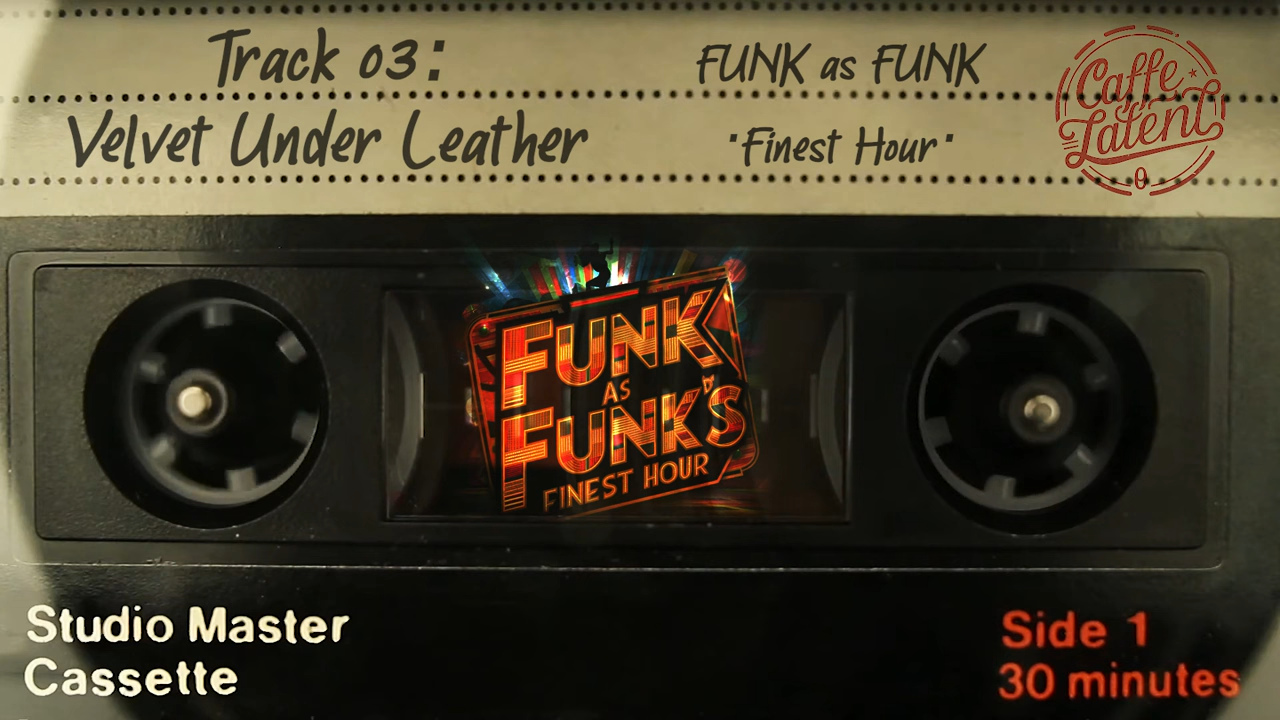 Track 03:
Velvet Under Leather
FUNK as FUNK
"Finest Hour"
Caffe
Latent
FUNK
AS
FUNK'S
FINEST HOUR
Studio Master
Cassette
Side 1
30 minutes